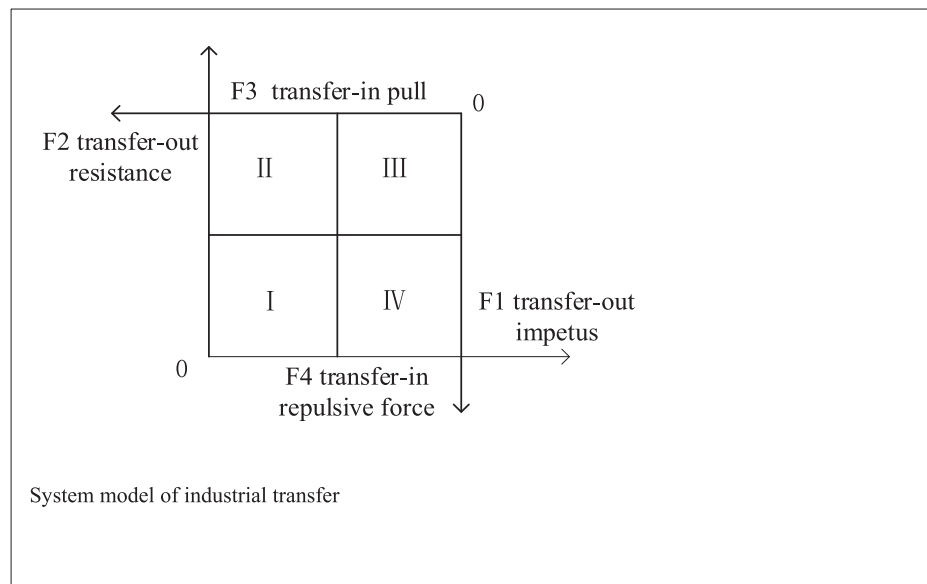 F3 transfer-in pull
0
F2 transfer-out
resistance
II
III
I
IV
F1 transfer-out
impetus
0
F4 transfer-in
repulsive force
System model of industrial transfer